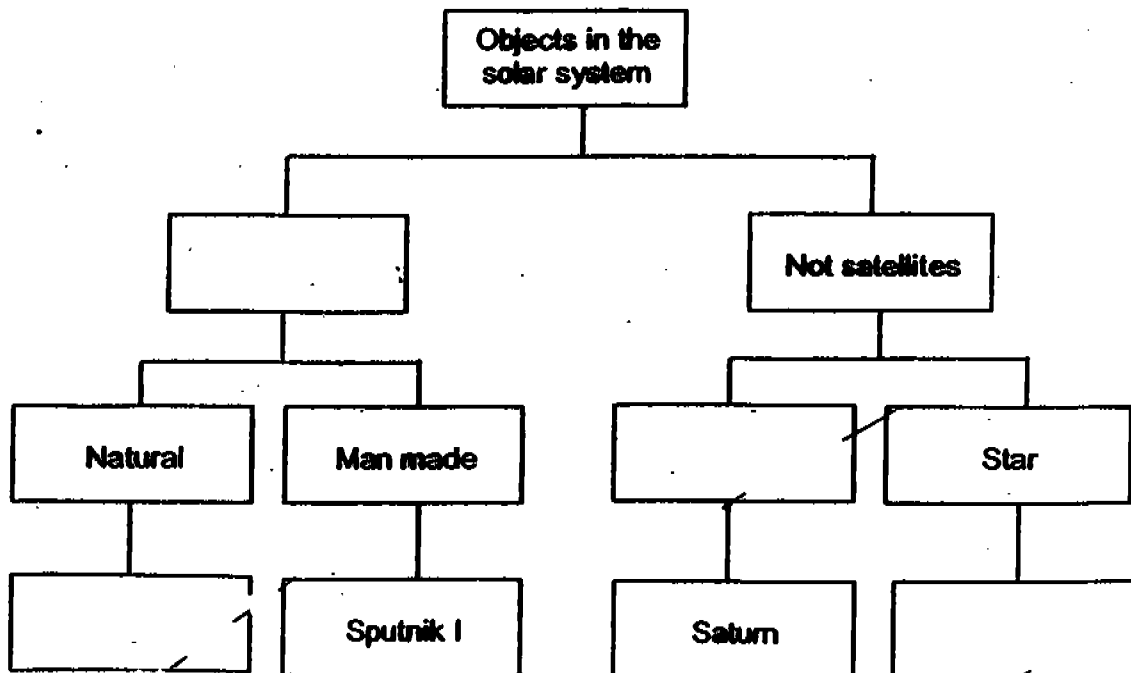 Objects in the
solar system
Not satellites
Natural
Man made
Star
Sputnik I
Saturn